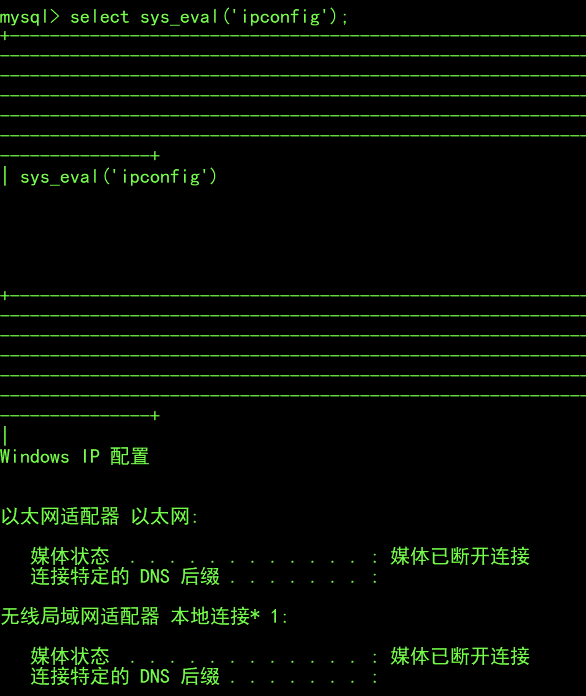 mysql> select sys_eval('ipconfig');
+----------------------------------------------------------
-----------------------------------------------------------
-----------------------------------------------------------
-----------------------------------------------------------
-----------------------------------------------------------
-----------------------------------------------------------
---------------+
| sys_eval('ipconfig')
+----------------------------------------------------------
-----------------------------------------------------------
-----------------------------------------------------------
-----------------------------------------------------------
-----------------------------------------------------------
-----------------------------------------------------------
---------------+
|
Windows IP 配置
以太网适配器 以太网:
媒体状态 . . . . . . . . . . . . : 媒体已断开连接
连接特定的 DNS 后缀 . . . . . . . :
无线局域网适配器 本地连接* 1:
媒体状态 . . . . . . . . . . . . : 媒体已断开连接
连接特定的 DNS 后缀 . . . . . . . :